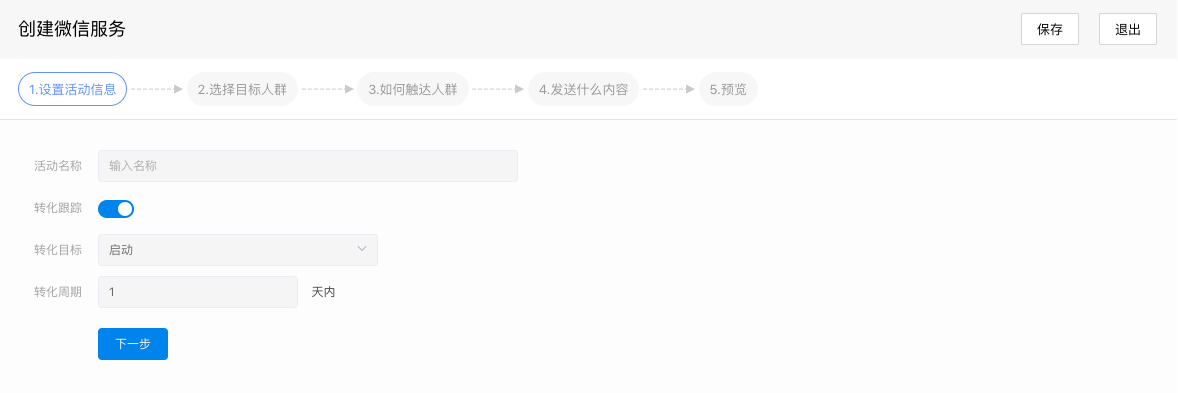 创建微信服务
保存
退出
1.设置活动信息
2.选择目标人群
3.如何触达人群
4.发送什么内容
5.预览
活动名称 输入名称
转化跟踪
转化目标 启动
转化周期 1 天内
下一步